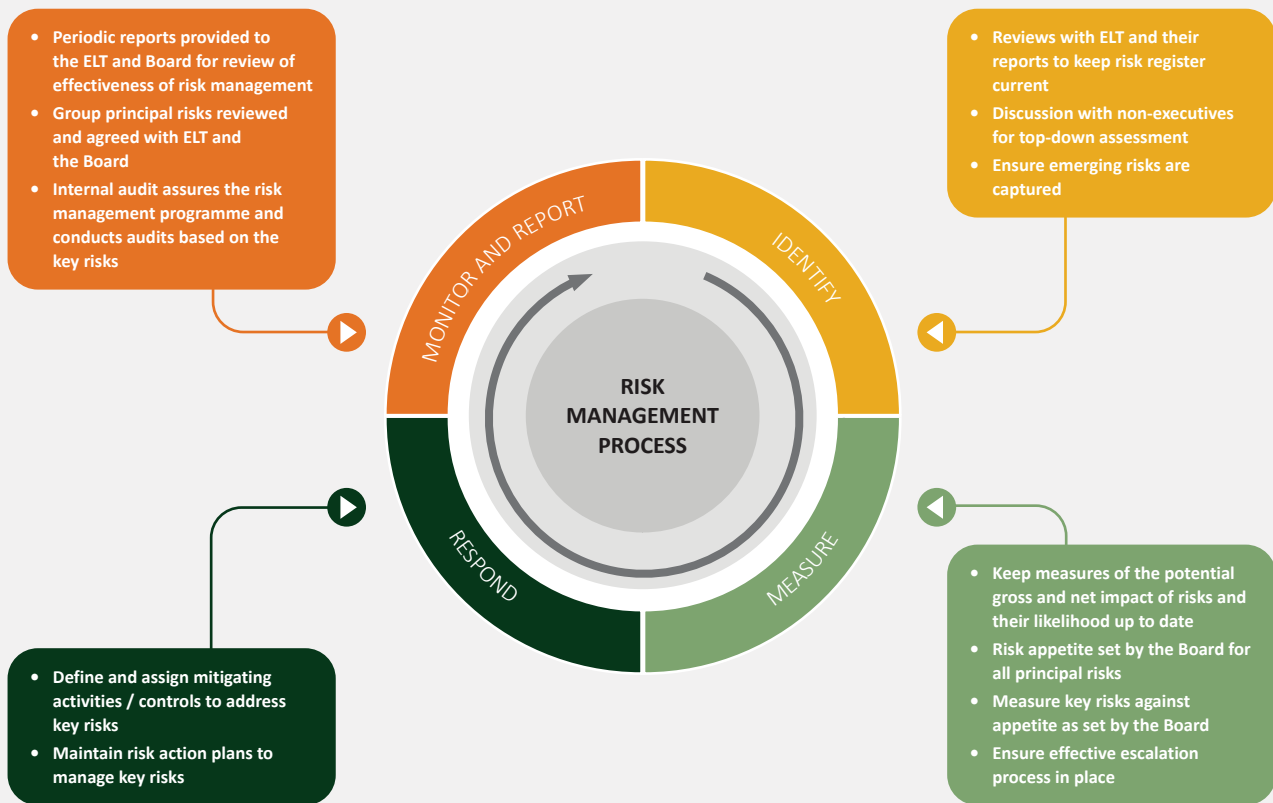 • Periodic reports provided to
the ELT and Board for review of
effectiveness of risk management
• Group principal risks reviewed
and agreed with ELT and
the Board
• Internal audit assures the risk
management programme and
conducts audits based on the
key risks
• Reviews with ELT and their
reports to keep risk register
current
• Discussion with non-executives
for top-down assessment
• Ensure emerging risks are
captured
MONITOR AND REPORT
IDENTIFY
RISK
MANAGEMENT
PROCESS
RESPOND
MEASURE
• Define and assign mitigating
activities / controls to address
key risks
• Maintain risk action plans to
manage key risks
• Keep measures of the potential
gross and net impact of risks and
their likelihood up to date
• Risk appetite set by the Board for
all principal risks
• Measure key risks against
appetite as set by the Board
• Ensure effective escalation
process in place